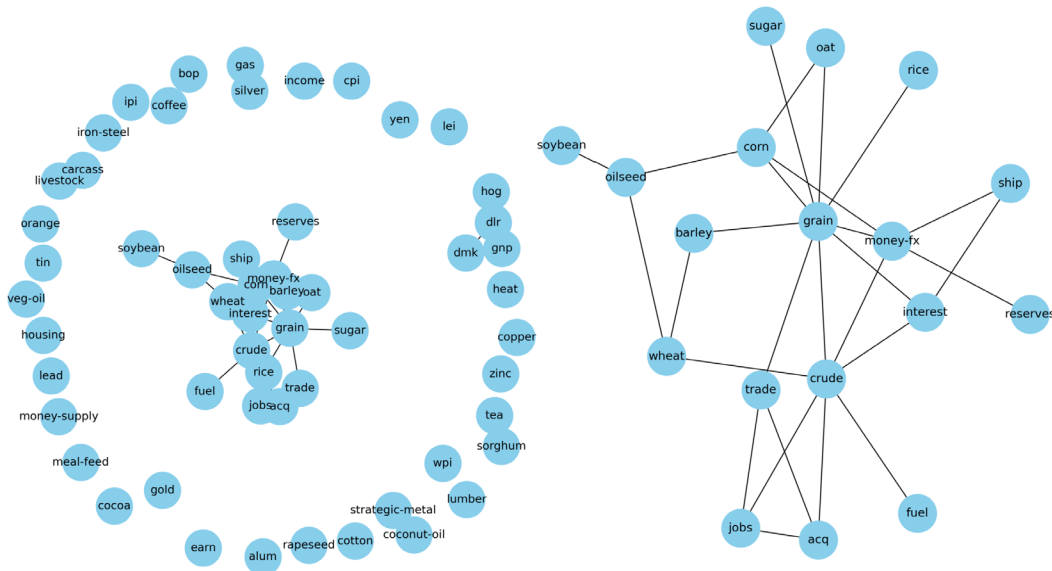 gas
bop
silver
income
cpi
ipi
coffee
yen
lei
iron-steel
carcass
livestock
hog
orange
reserves
dlr
soybean
gnp
dmk
ship
tin
oilseed
money-fx
corn
barley
oat
heat
veg-oil
wheat
interest
grain
sugar
housing
copper
crude
rice
lead
zinc
trade
fuel
jobs
acq
money-supply
tea
sorghum
meal-feed
wpi
gold
lumber
cocoa
strategic-metal
coconut-oil
earn
alum
rapeseed
cotton
sugar
oat
rice
soybean
corn
oilseed
ship
grain
barley
money-fx
interest
reserves
wheat
crude
trade
fuel
jobs
acq